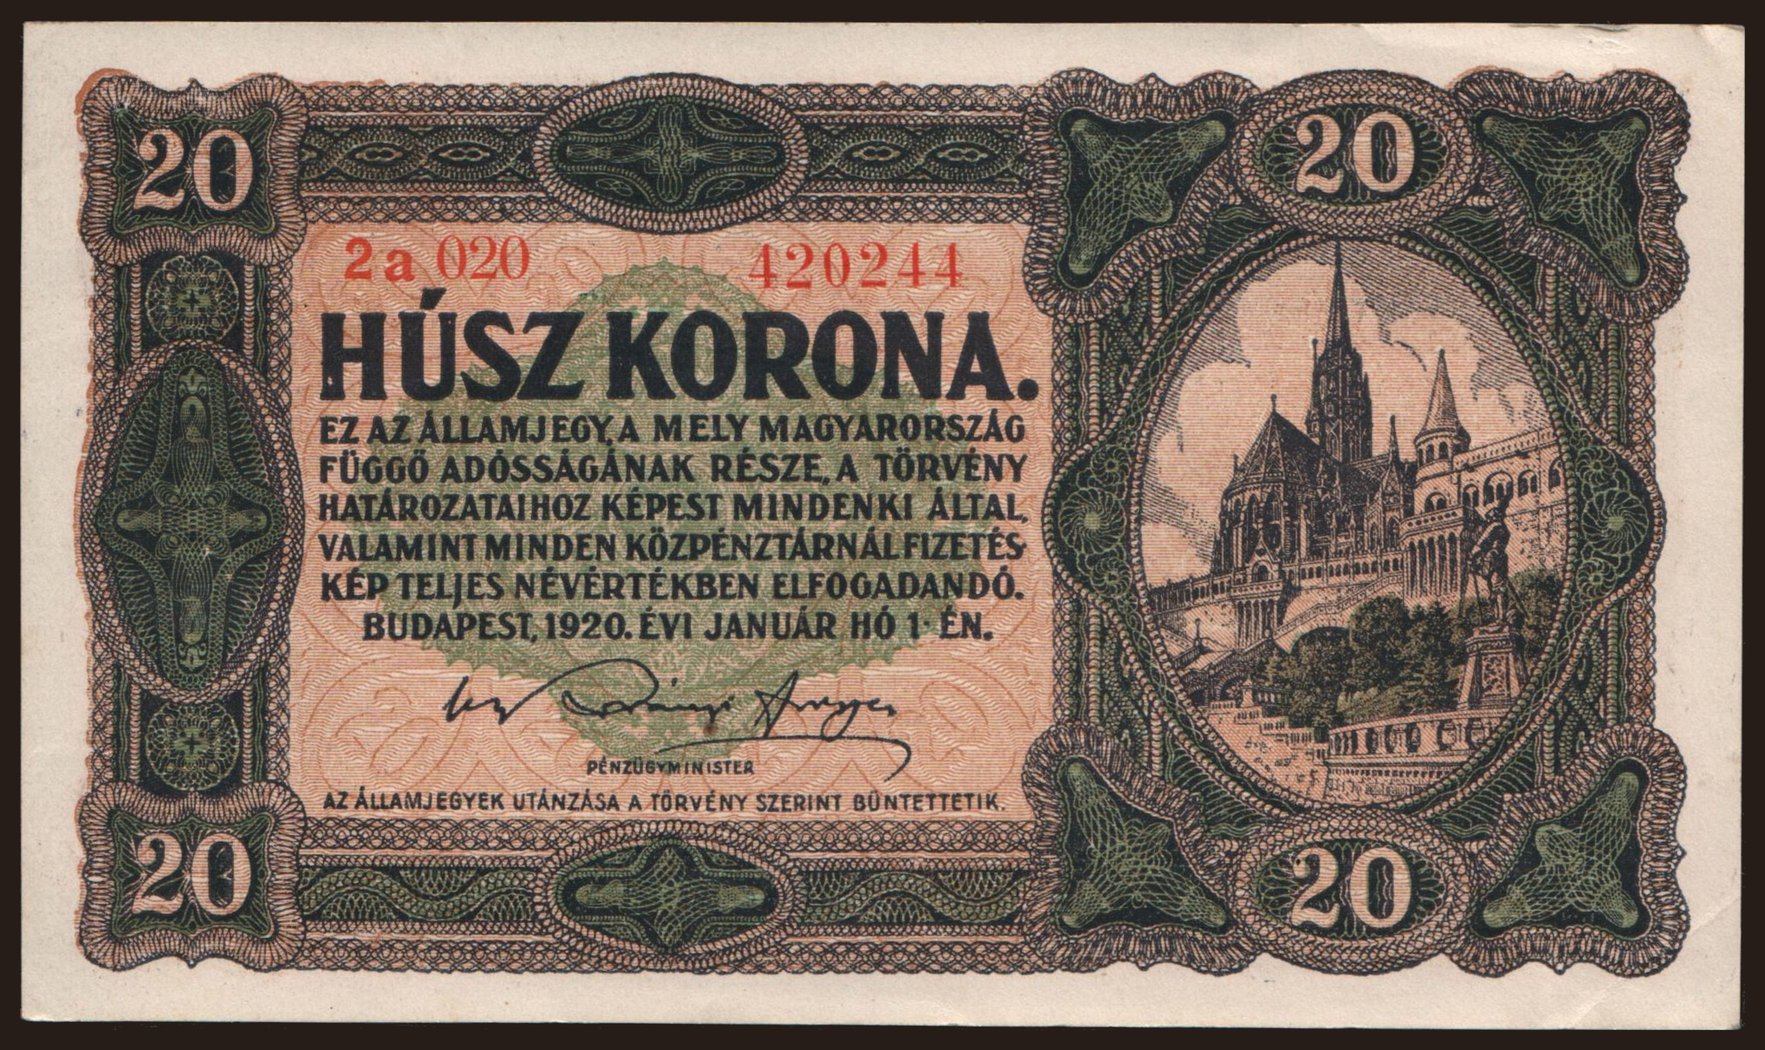 20
20
2a 020 420244
HÚSZ KORONA.
EZ AZ ÁLLAMJEGY, A MELY MAGYARORSZÁG
FÜGGŐ ADÓSSÁGÁNAK RÉSZE, A TÖRVÉNY
HATÁROZATAIHOZ KÉPEST MINDENKI ÁLTAL,
VALAMINT MINDEN KÖZPÉNZTÁRNÁL FIZETÉS-
KÉP TELJES NÉVÉRTÉKBEN ELFOGADANDÓ.
BUDAPEST, 1920. ÉVI JANUÁR HÓ 1-ÉN.
PÉNZÜGYMINISTER
AZ ÁLLAMJEGYEK UTÁNZÁSA A TÖRVÉNY SZERINT BÜNTETTETIK.
20
20